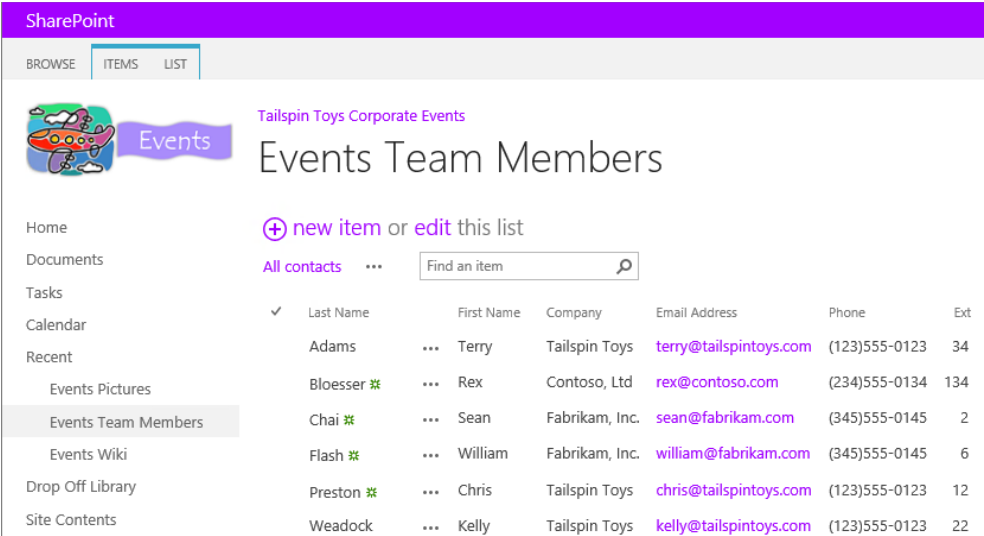 SharePoint
BROWSE ITEMS LIST
Events
Tailspin Toys Corporate Events
Events Team Members
Home
Documents
Tasks
Calendar
Recent
Events Pictures
Events Team Members
Events Wiki
Drop Off Library
Site Contents
new item or edit this list
All contacts ••• Find an item
Last Name First Name Company Email Address Phone Ext
Adams ••• Terry Tailspin Toys terry@tailspintoys.com (123)555-0123 34
Bloesser ••• Rex Contoso, Ltd rex@contoso.com (234)555-0134 134
Chai ••• Sean Fabrikam, Inc. sean@fabrikam.com (345)555-0145 2
Flash ••• William Fabrikam, Inc. william@fabrikam.com (345)555-0145 6
Preston ••• Chris Tailspin Toys chris@tailspintoys.com (123)555-0123 12
Weadock ••• Kelly Tailspin Toys kelly@tailspintoys.com (123)555-0123 22